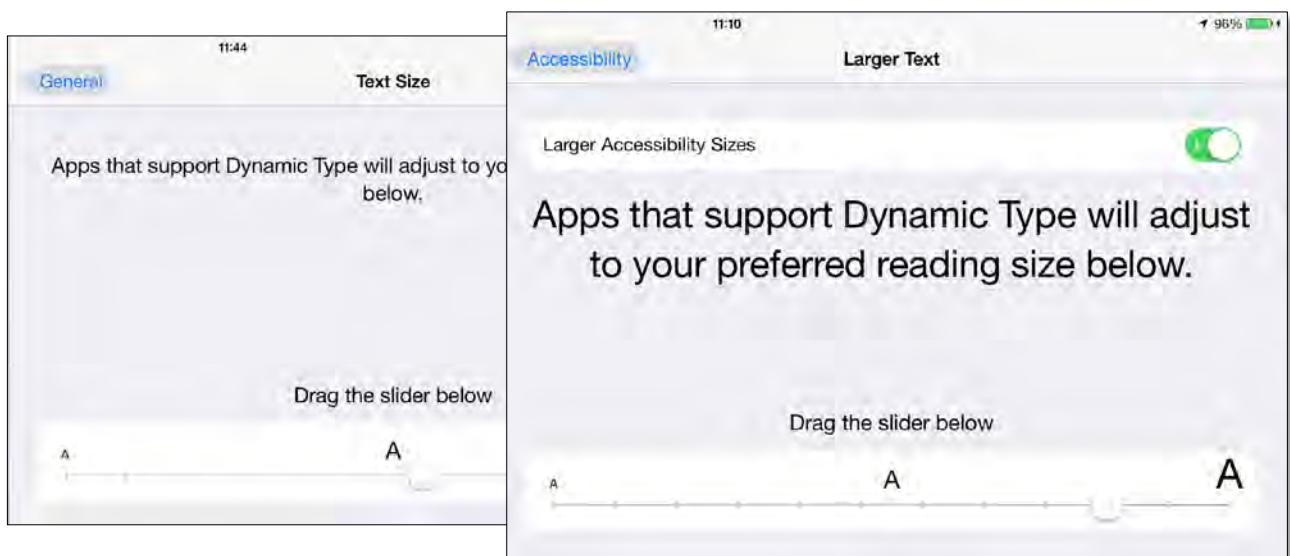 11:44
General
Text Size
Apps that support Dynamic Type will adjust to yo
below.
Drag the slider below
A
A
11:10
96%
Accessibility
Larger Text
Larger Accessibility Sizes
Apps that support Dynamic Type will adjust
to your preferred reading size below.
Drag the slider below
A
A
A